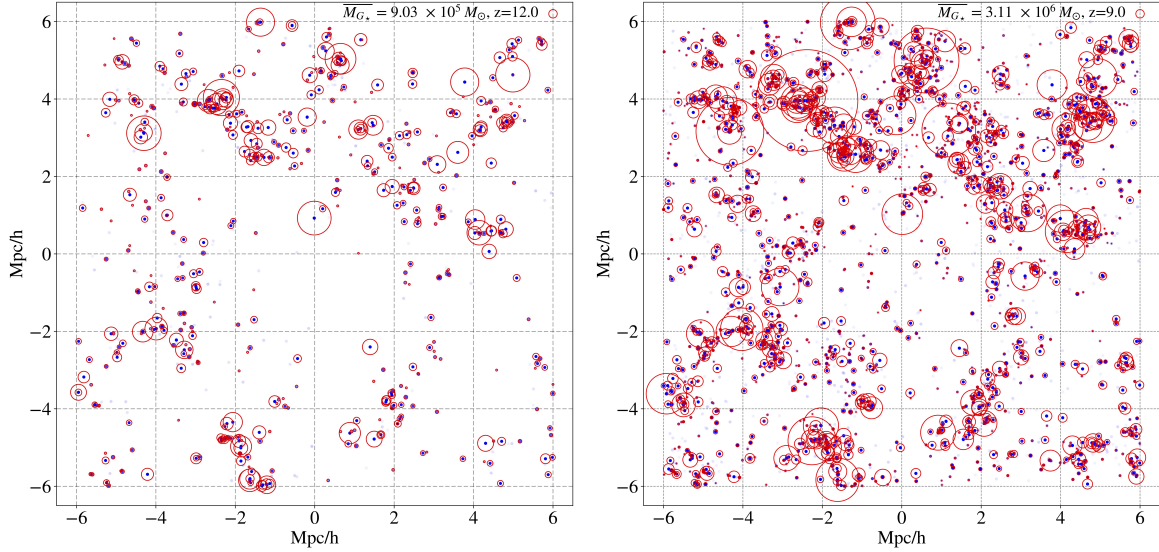 $\overline{M_{G_\star}} = 9.03 \times 10^5 M_\odot$, z=12.0
6
4
2
0
−2
−4
−6
Mpc/h
−6 −4 −2 0 2 4 6
Mpc/h
$\overline{M_{G_\star}} = 3.11 \times 10^6 M_\odot$, z=9.0
6
4
2
0
−2
−4
−6
Mpc/h
−6 −4 −2 0 2 4 6
Mpc/h